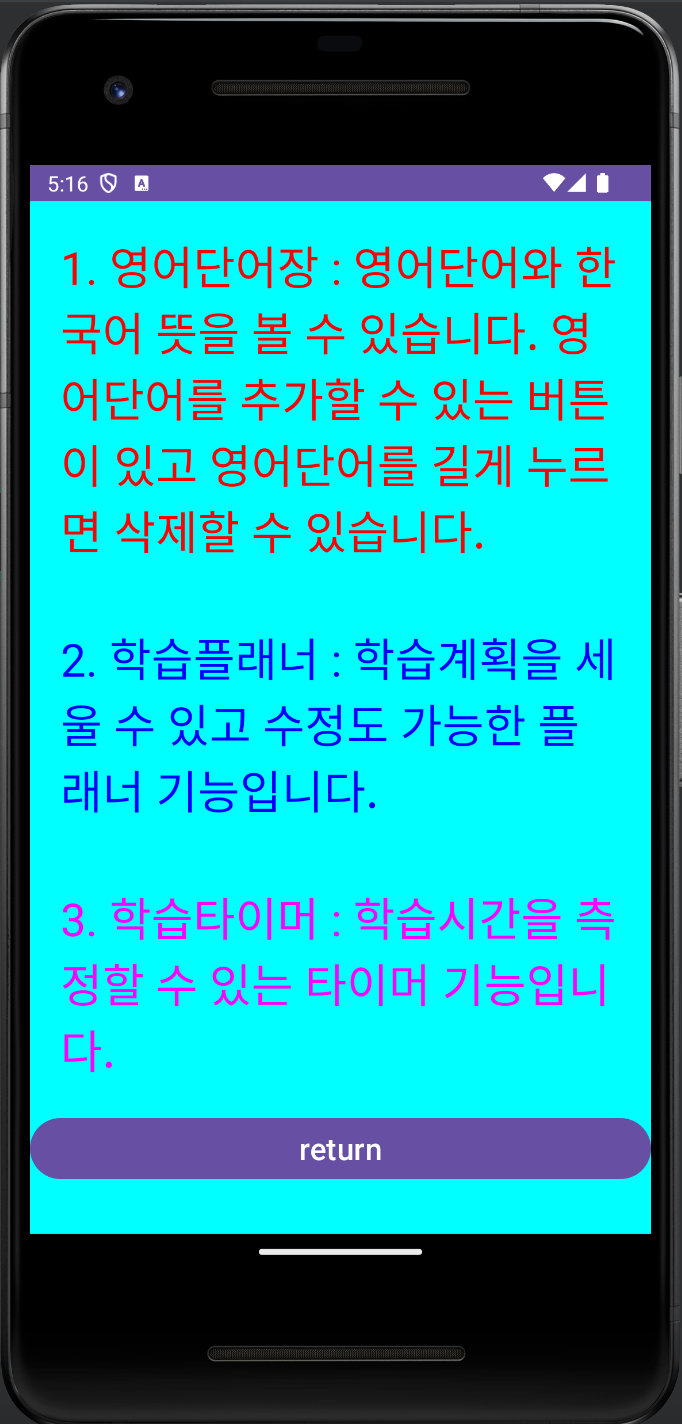 5:16
1. 영어단어장 : 영어단어와 한
국어 뜻을 볼 수 있습니다. 영
어단어를 추가할 수 있는 버튼
이 있고 영어단어를 길게 누르
면 삭제할 수 있습니다.
2. 학습플래너 : 학습계획을 세
울 수 있고 수정도 가능한 플
래너 기능입니다.
3. 학습타이머 : 학습시간을 측
정할 수 있는 타이머 기능입니
다.
return